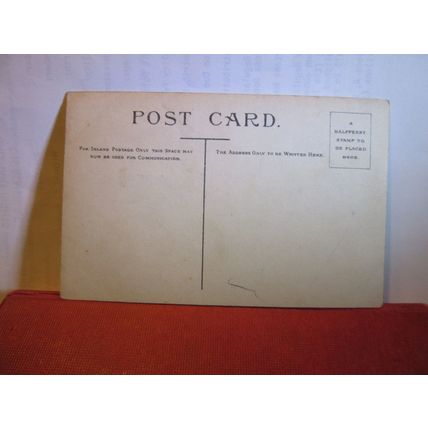 POST CARD.
FOR INLAND POSTAGE ONLY THIS SPACE MAY
NOW BE USED FOR COMMUNICATION.
THE ADDRESS ONLY TO BE WRITTEN HERE.
A
HALFPENNY
STAMP TO
BE PLACED
HERE.